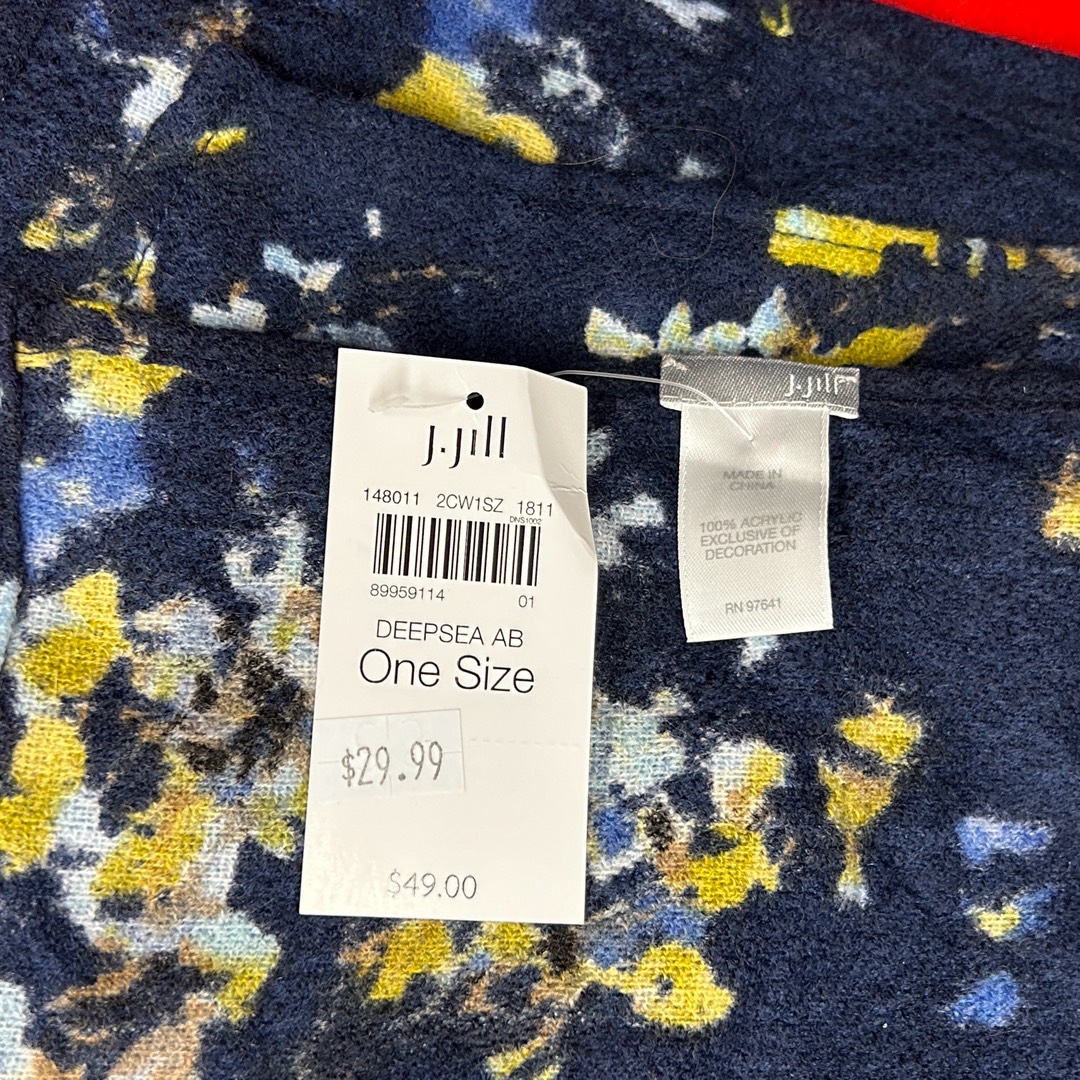 J.Jill
148011 2CW1SZ 1811
DNS1002
89959114 01
DEEPSEA AB
One Size
$29.99
$49.00
J.Jill
MADE IN
CHINA
100% ACRYLIC
EXCLUSIVE OF
DECORATION
RN 97641